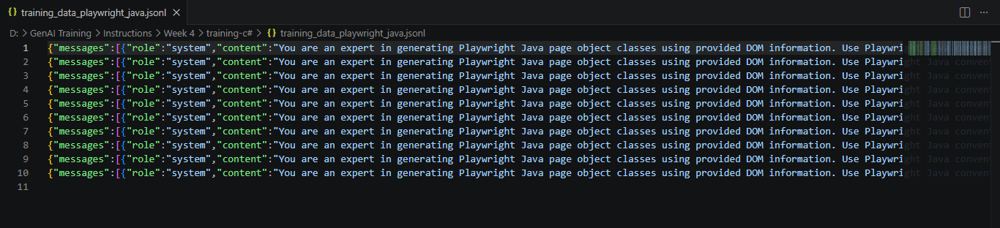 {} training_data_playwright_java.jsonl ×
D: > GenAI Training > Instructions > Week 4 > training-c# > {} training_data_playwright_java.jsonl
1 {"messages":[{"role":"system","content":"You are an expert in generating Playwright Java page object classes using provided DOM information. Use Playwri
2 {"messages":[{"role":"system","content":"You are an expert in generating Playwright Java page object classes using provided DOM information. Use Playwright Java conven
3 {"messages":[{"role":"system","content":"You are an expert in generating Playwright Java page object classes using provided DOM information. Use Playwright Java conven
4 {"messages":[{"role":"system","content":"You are an expert in generating Playwright Java page object classes using provided DOM information. Use Playwright Java conven
5 {"messages":[{"role":"system","content":"You are an expert in generating Playwright Java page object classes using provided DOM information. Use Playwright Java conven
6 {"messages":[{"role":"system","content":"You are an expert in generating Playwright Java page object classes using provided DOM information. Use Playwright Java conven
7 {"messages":[{"role":"system","content":"You are an expert in generating Playwright Java page object classes using provided DOM information. Use Playwright Java conven
8 {"messages":[{"role":"system","content":"You are an expert in generating Playwright Java page object classes using provided DOM information. Use Playwright Java conven
9 {"messages":[{"role":"system","content":"You are an expert in generating Playwright Java page object classes using provided DOM information. Use Playwright Java conven
10 {"messages":[{"role":"system","content":"You are an expert in generating Playwright Java page object classes using provided DOM information. Use Playwright Java conven
11